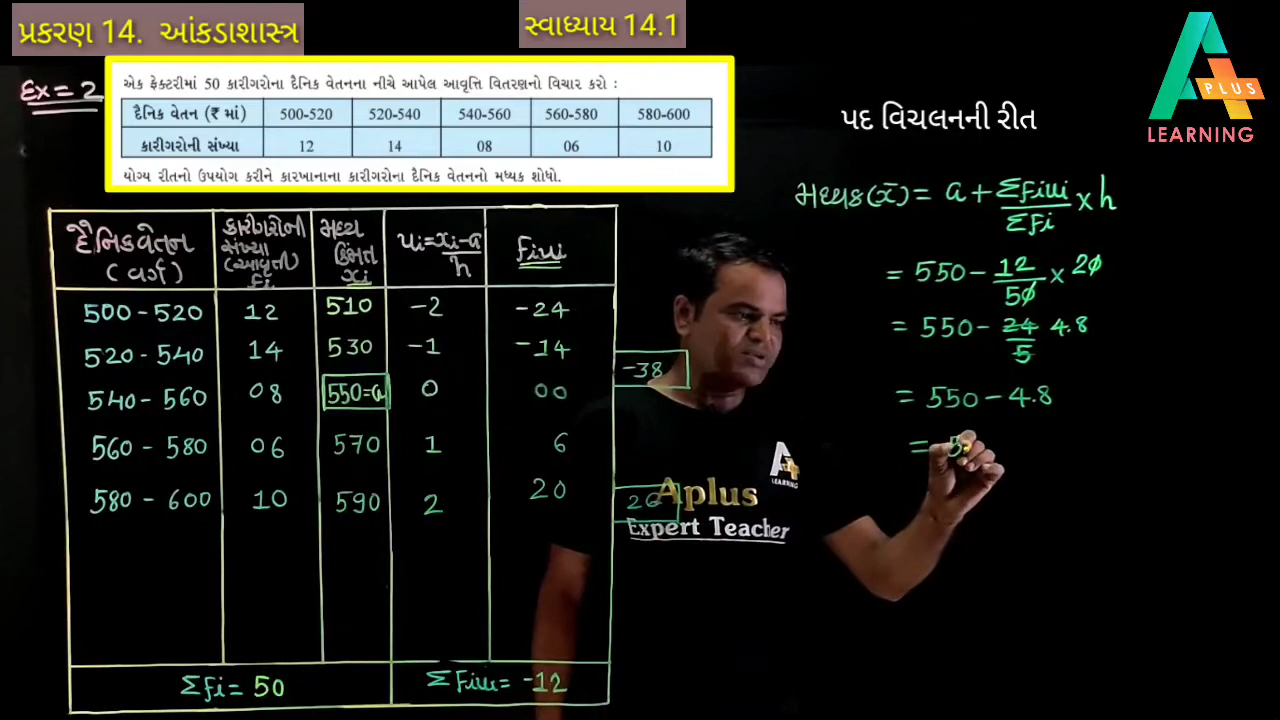 પ્રકરણ 14. આંકડાશાસ્ત્ર
સ્વાધ્યાય 14.1
A PLUS
LEARNING
Ex = 2
એક ફેક્ટરીમાં 50 કારીગરોના દૈનિક વેતનના નીચે આપેલ આવૃત્તિ વિતરણનો વિચાર કરો :
દૈનિક વેતન (₹ માં) 500-520 520-540 540-560 560-580 580-600
કારીગરોની સંખ્યા 12 14 08 06 10
યોગ્ય રીતનો ઉપયોગ કરીને કારખાનાના કારીગરોના દૈનિક વેતનનો મધ્યક શોધો.
દૈનિક વેતન (વર્ગ) કારીગરોની સંખ્યા (આવૃત્તી) fi મધ્ય કિંમત xi ui = xi-a/h fiui
500 - 520 12 510 -2 -24
520 - 540 14 530 -1 -14
-38
540 - 560 08 550=a 0 00
560 - 580 06 570 1 6
580 - 600 10 590 2 20
26
Σfi = 50 Σfiui = -12
પદ વિચલનની રીત
મધ્યક(x̄) = a + Σfiui/Σfi × h
= 550 - 12/50 × 20
= 550 - 24/5 4.8
= 550 - 4.8
= 5
Aplus
Expert Teacher
LEARNING